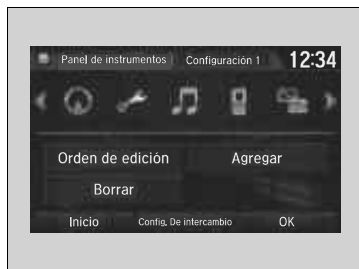 Panel de instrumentos Configuración 1 12:34
Orden de edición Agregar
Borrar
Inicio Config. De intercambio OK